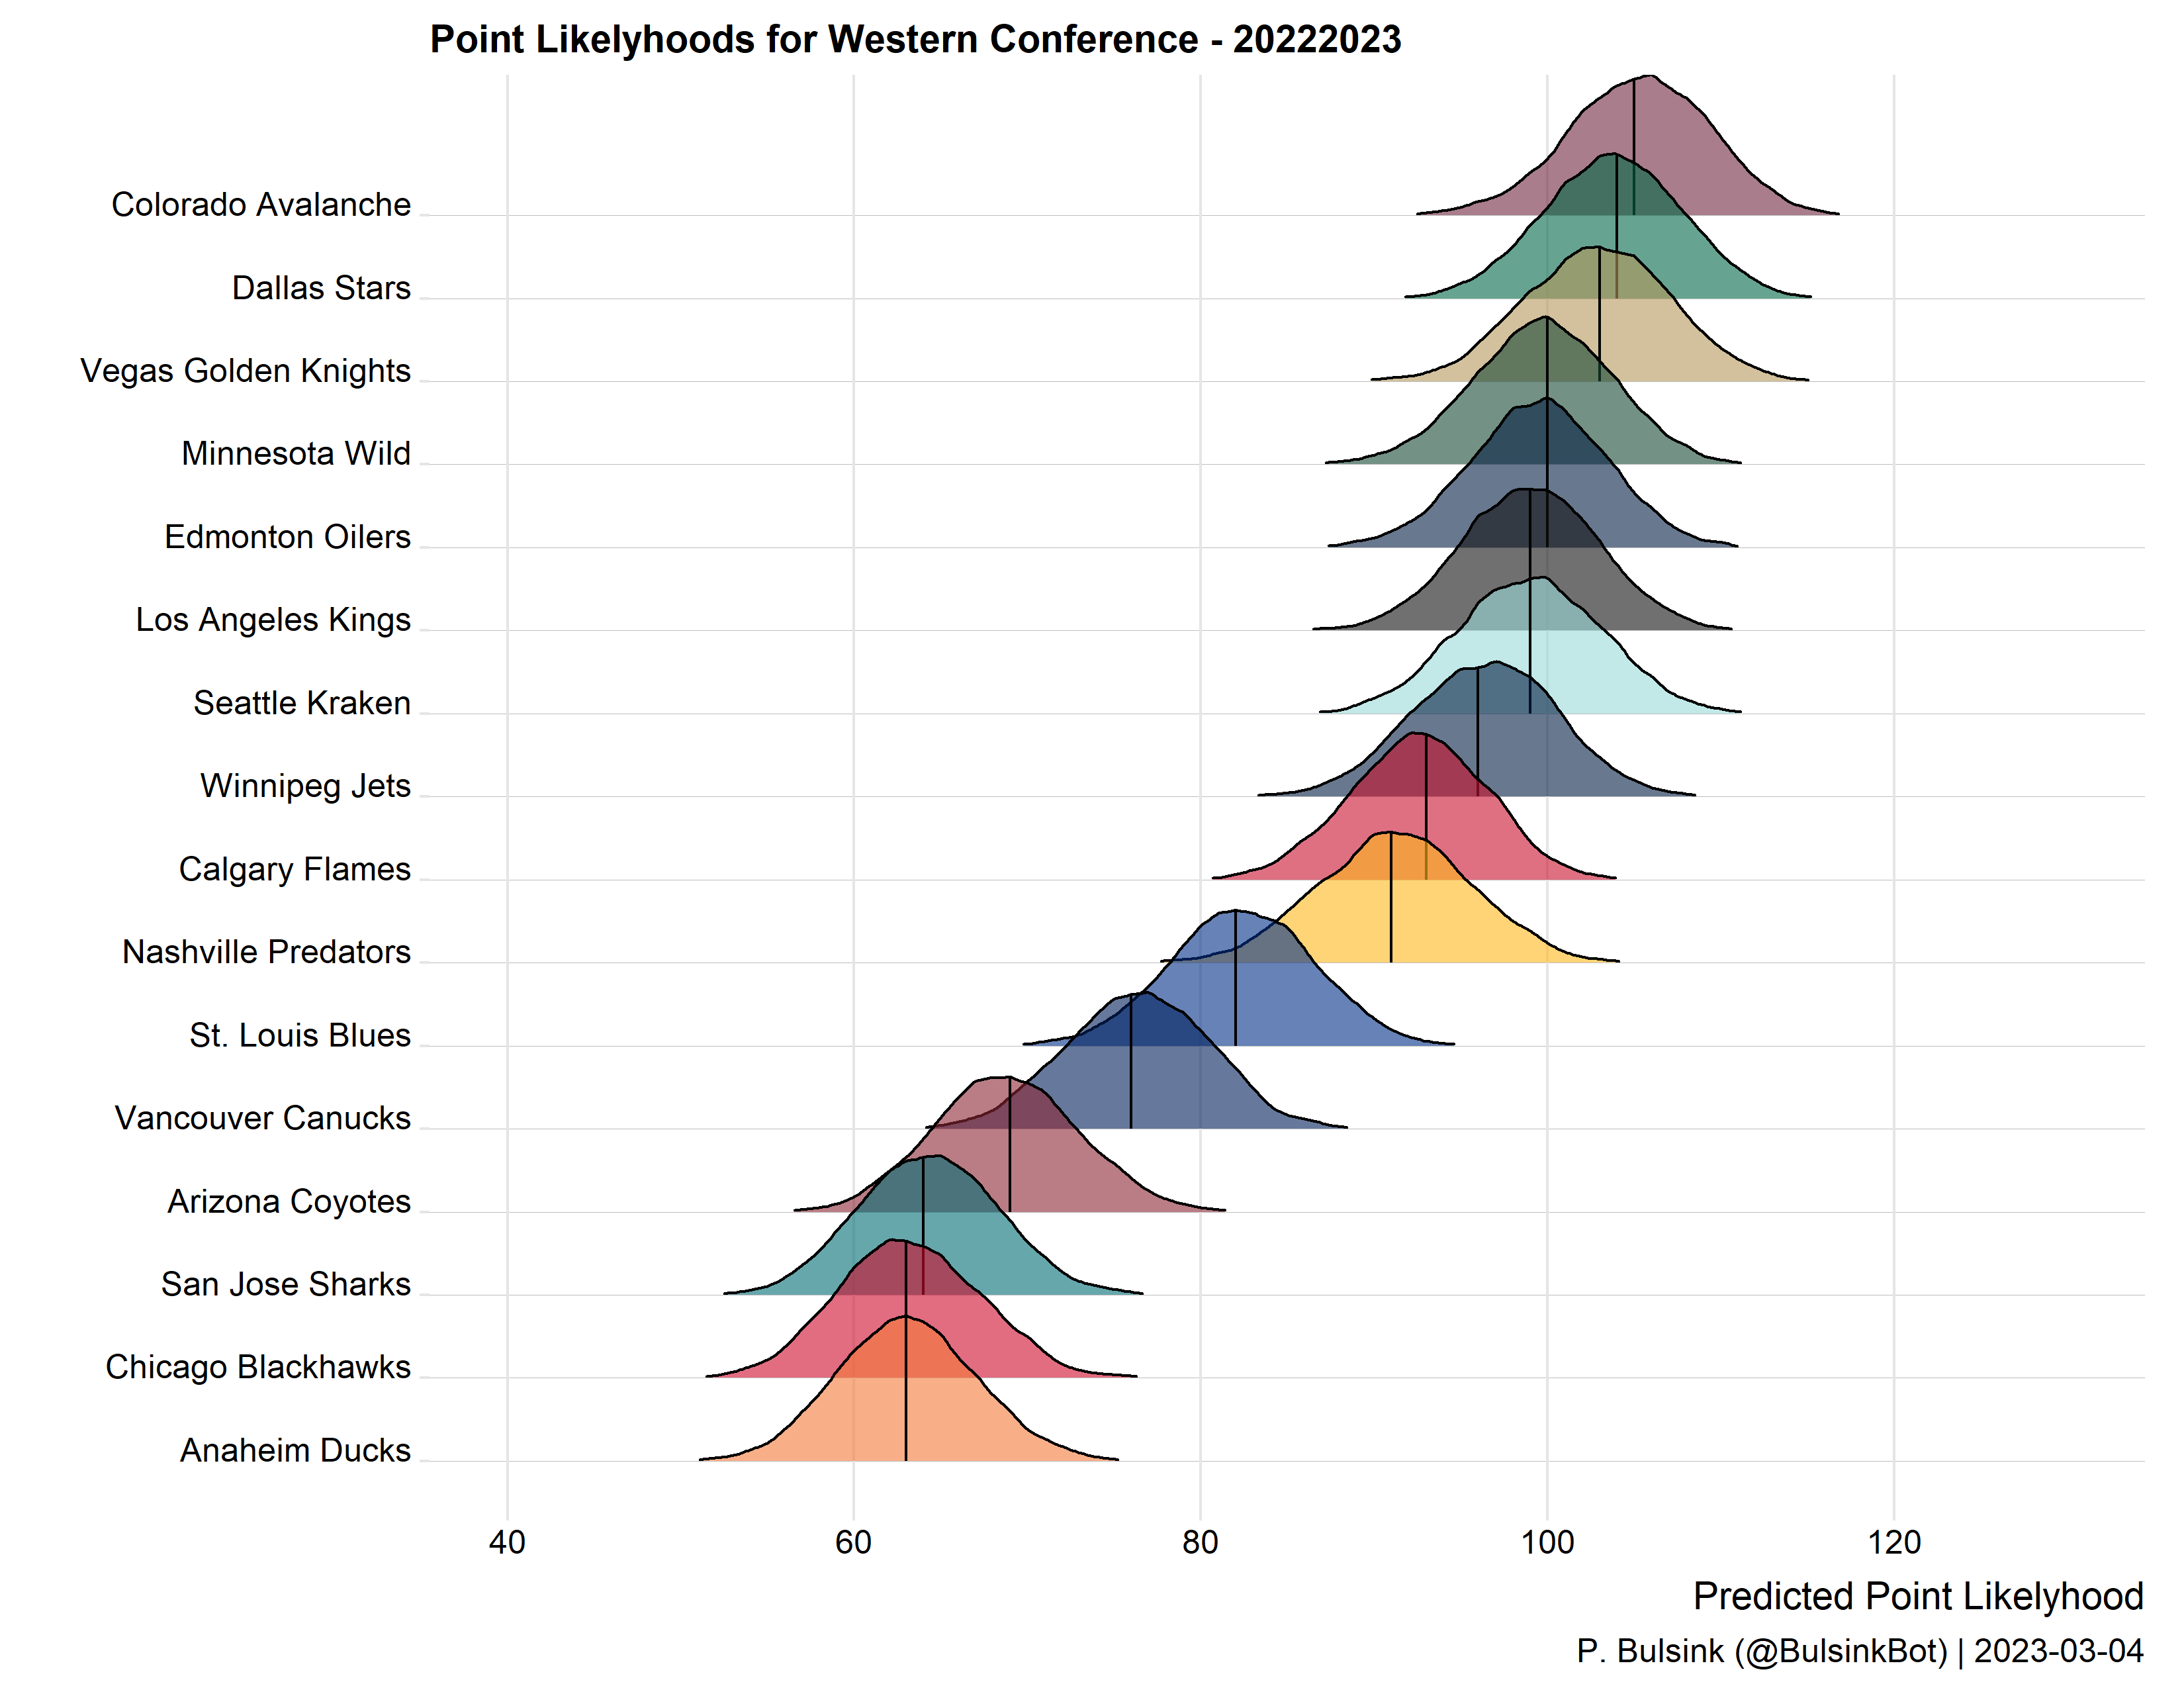 Point Likelyhoods for Western Conference - 20222023
Colorado Avalanche
Dallas Stars
Vegas Golden Knights
Minnesota Wild
Edmonton Oilers
Los Angeles Kings
Seattle Kraken
Winnipeg Jets
Calgary Flames
Nashville Predators
St. Louis Blues
Vancouver Canucks
Arizona Coyotes
San Jose Sharks
Chicago Blackhawks
Anaheim Ducks
40 60 80 100 120
Predicted Point Likelyhood
P. Bulsink (@BulsinkBot) | 2023-03-04